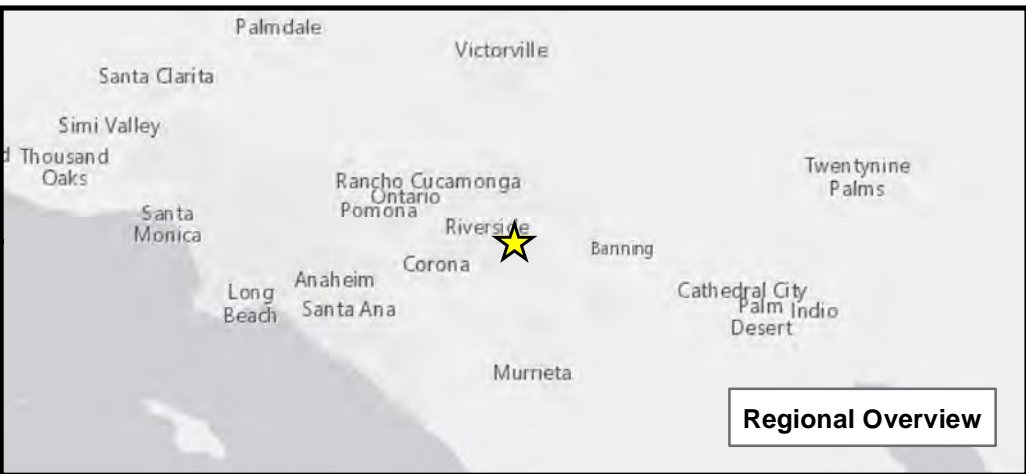 Palmdale
Victorville
Santa Clarita
Simi Valley
d Thousand
Oaks
Twentynine
Palms
Rancho Cucamonga
Ontario
Pomona
Santa
Monica
Riverside
Banning
Corona
Anaheim
Long
Beach
Santa Ana
Cathedral City
Palm
Desert
Indio
Murrieta
Regional Overview